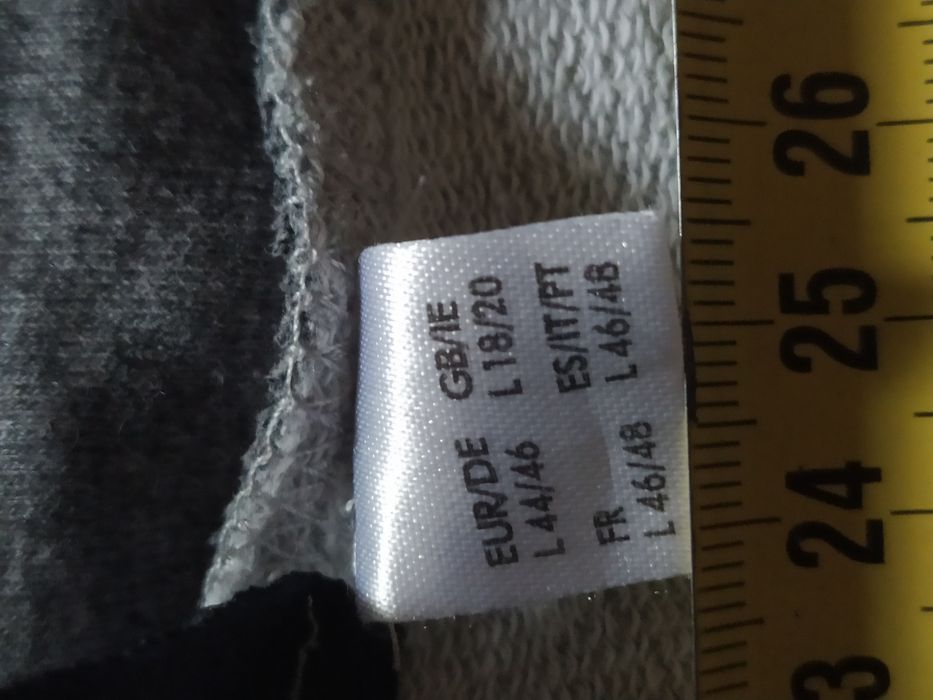 EUR/DE
L 44/46
GB/IE
L 18/20
FR
L 46/48
ES/IT/PT
L 46/48
26
25
24
3